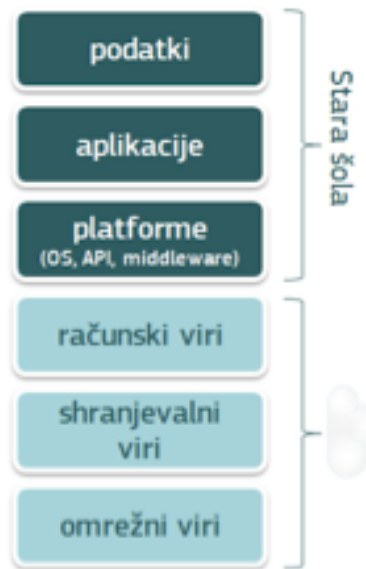 podatki
aplikacije
platforme
(OS, API, middleware)
računski viri
shranjevalni
viri
omrežni viri
Stara šola